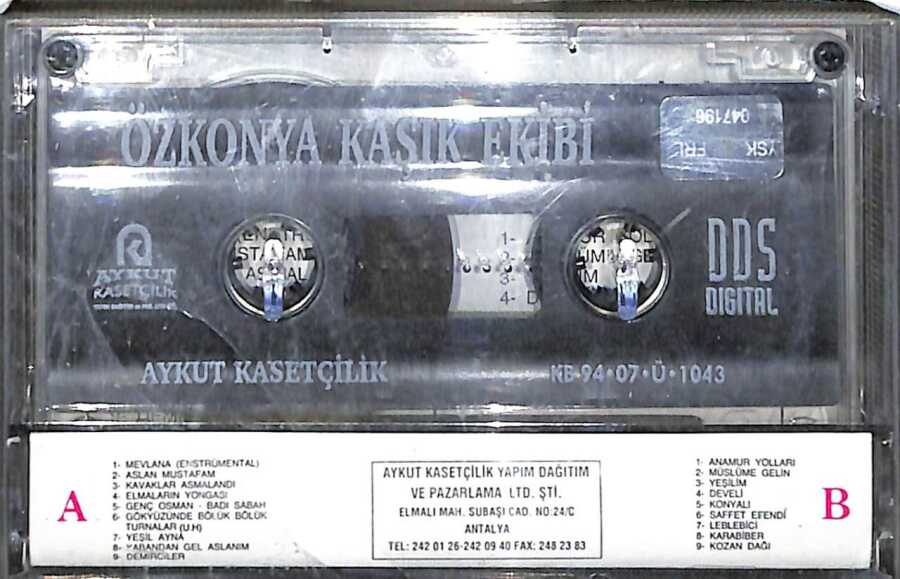 ÖZKONYA KAŞIK EKİBİ
047196
AYKUT
KASETÇİLİK
DDS
DIGITAL
1-
2-
3-
4- D
AYKUT KASETÇİLİK
KB·94·07·Ü·1043
A
1- MEVLANA (ENSTRÜMENTAL)
2- ASLAN MUSTAFAM
3- KAVAKLAR ASMALANDI
4- ELMALARIN YONGASI
5- GENÇ OSMAN - BADI SABAH
6- GÖKYÜZÜNDE BÖLÜK BÖLÜK
TURNALAR (U.H)
7- YEŞİL AYNA
8- YABANDAN GEL ASLANIM
9- DEMİRCİLER
AYKUT KASETÇİLİK YAPIM DAĞITIM
VE PAZARLAMA LTD. ŞTİ.
ELMALI MAH. SUBAŞI CAD. NO.24/C
ANTALYA
TEL: 242 01 26-242 09 40 FAX: 248 23 83
1- ANAMUR YOLLARI
2- MÜSLÜME GELİN
3- YEŞİLİM
4- DEVELİ
5- KONYALI
6- SAFFET EFENDİ
7- LEBLEBİCİ
8- KARABİBER
9- KOZAN DAĞI
B